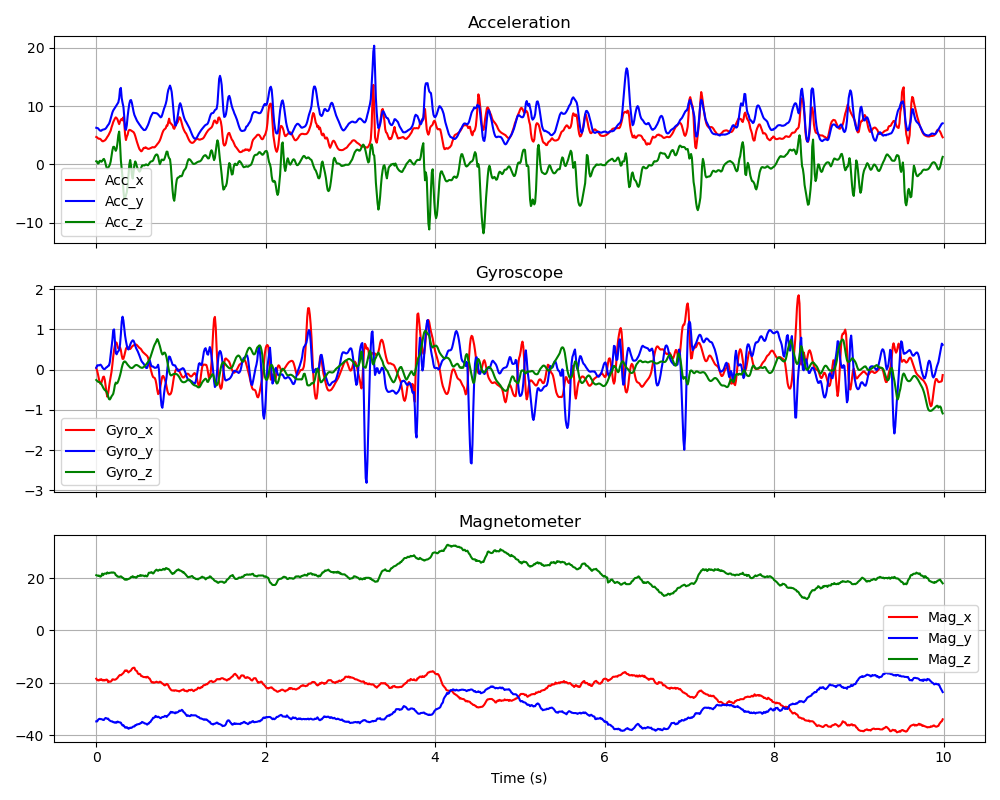 Acceleration
20
10
0
−10
Acc_x
Acc_y
Acc_z
Gyroscope
2
1
0
−1
−2
−3
Gyro_x
Gyro_y
Gyro_z
Magnetometer
20
0
−20
−40
Mag_x
Mag_y
Mag_z
0 2 4 6 8 10
Time (s)